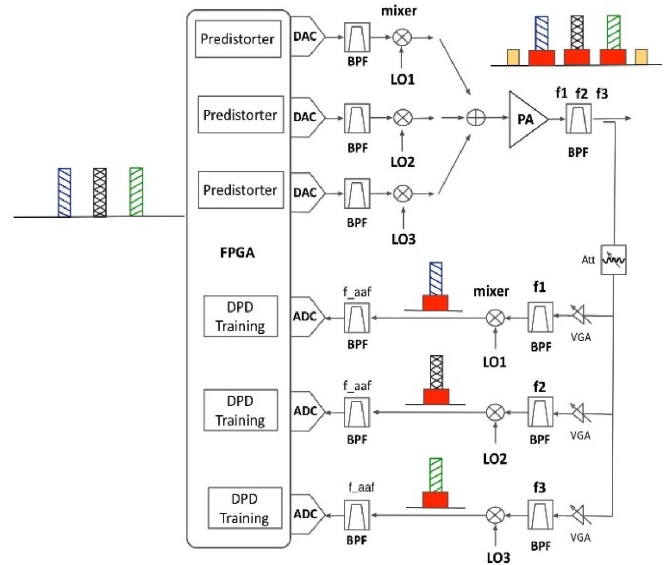 mixer
Predistorter
DAC
BPF
LO1
f1 f2 f3
Predistorter
DAC
BPF
LO2
PA
BPF
Predistorter
DAC
BPF
LO3
FPGA
Att
DPD
Training
ADC
f_aaf
BPF
mixer
LO1
f1
BPF
VGA
DPD
Training
ADC
f_aaf
BPF
LO2
f2
BPF
VGA
DPD
Training
ADC
f_aaf
BPF
LO3
f3
BPF
VGA